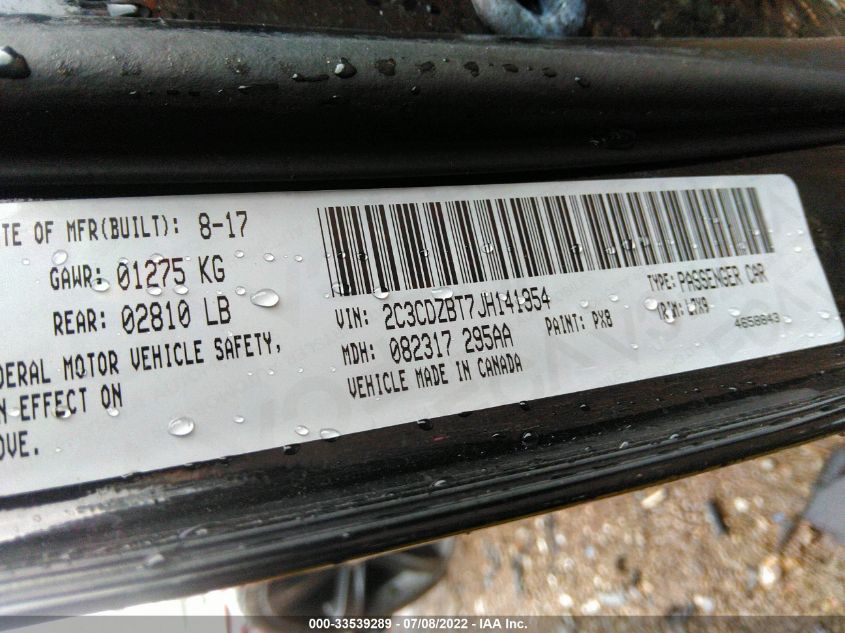 TE OF MFR(BUILT): 8-17
GAWR: 01275 KG
REAR: 02810 LB
DERAL MOTOR VEHICLE SAFETY,
N EFFECT ON
OVE.
VIN: 2C3CDZBT7JH141354
TYPE: PASSENGER CAR
MDH: 082317 295AA
PAINT: PX8
VEHICLE MADE IN CANADA
000-33539289 - 07/08/2022 - IAA Inc.